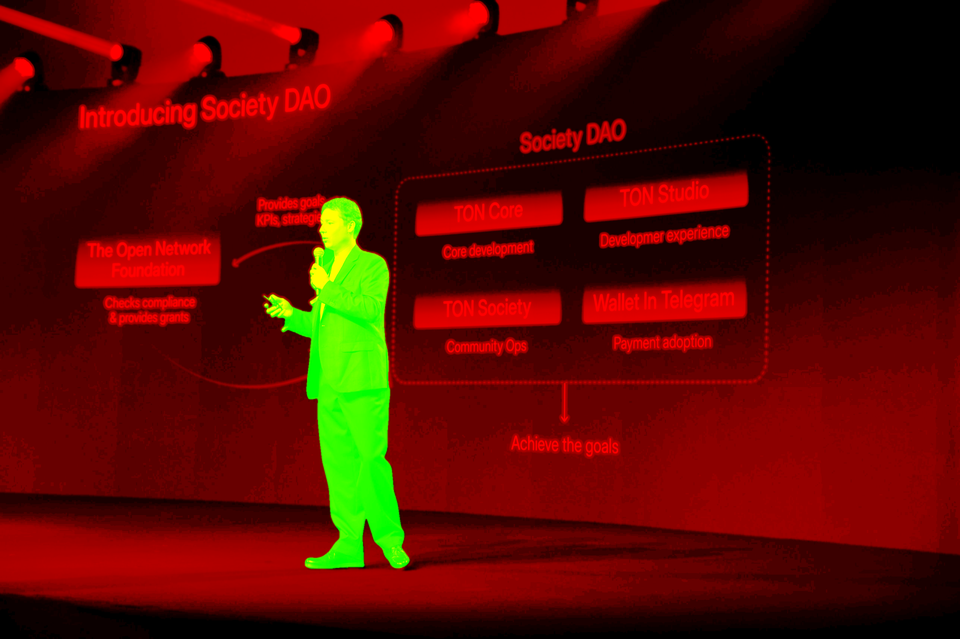 Introducing Society DAO
Society DAO
Provides goals,
KPIs, strategi
The Open Network
Foundation
Checks compliance
& provides grants
TON Core
Core development
TON Studio
Developmer experience
TON Society
Community Ops
Wallet In Telegram
Payment adoption
Achieve the goals